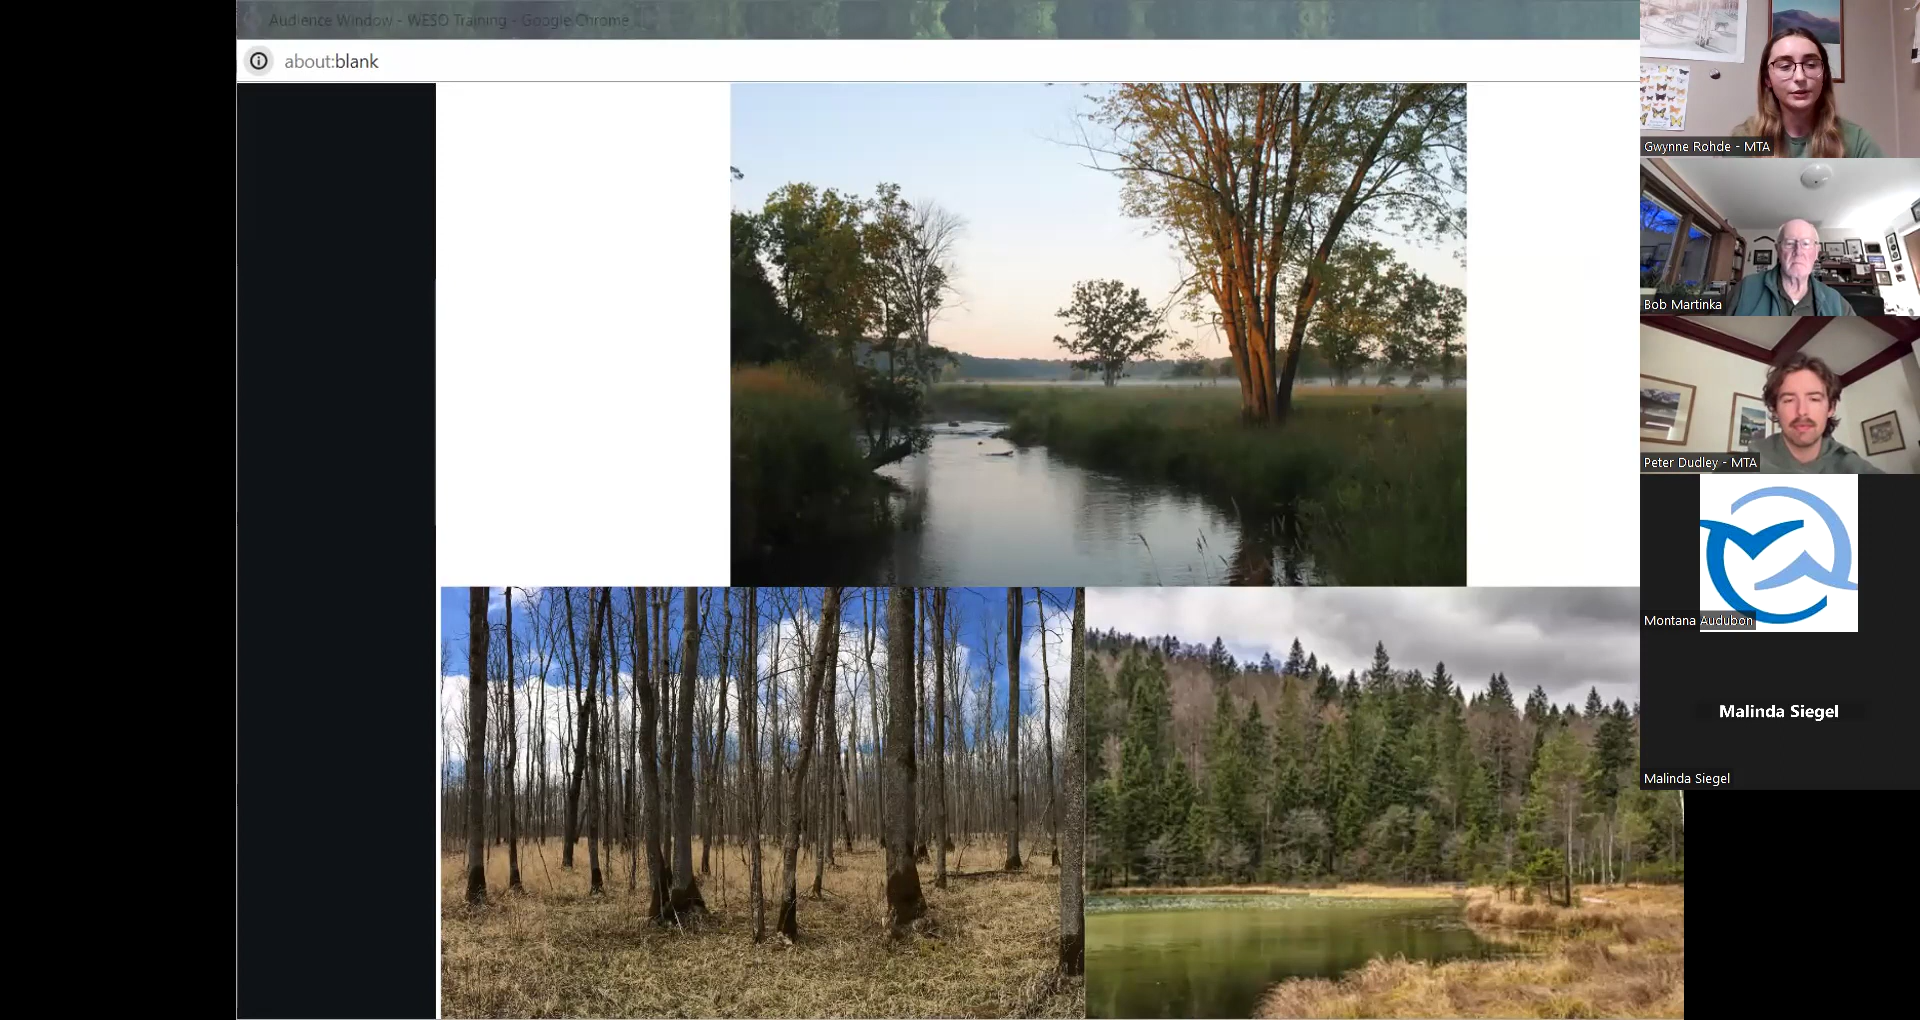 Audience Window - WESO Training - Google Chrome
about:blank
Gwynne Rohde - MTA
Bob Martinka
Peter Dudley - MTA
Montana Audubon
Malinda Siegel
Malinda Siegel